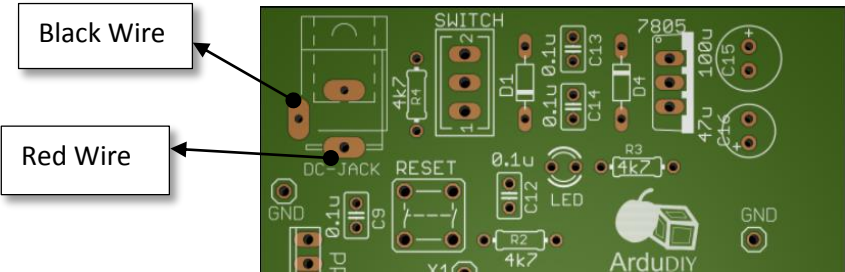 Black Wire
Red Wire
SWITCH
2
1
4k7
R4
D1
0.1u
C13
0.1u
C14
D4
7805
100u
C15
+
47u
C16
+
DC-JACK
GND
0.1u
C9
RESET
0.1u
C12
LED
R3
4k7
R2
4k7
X1
GND
ArduDIY